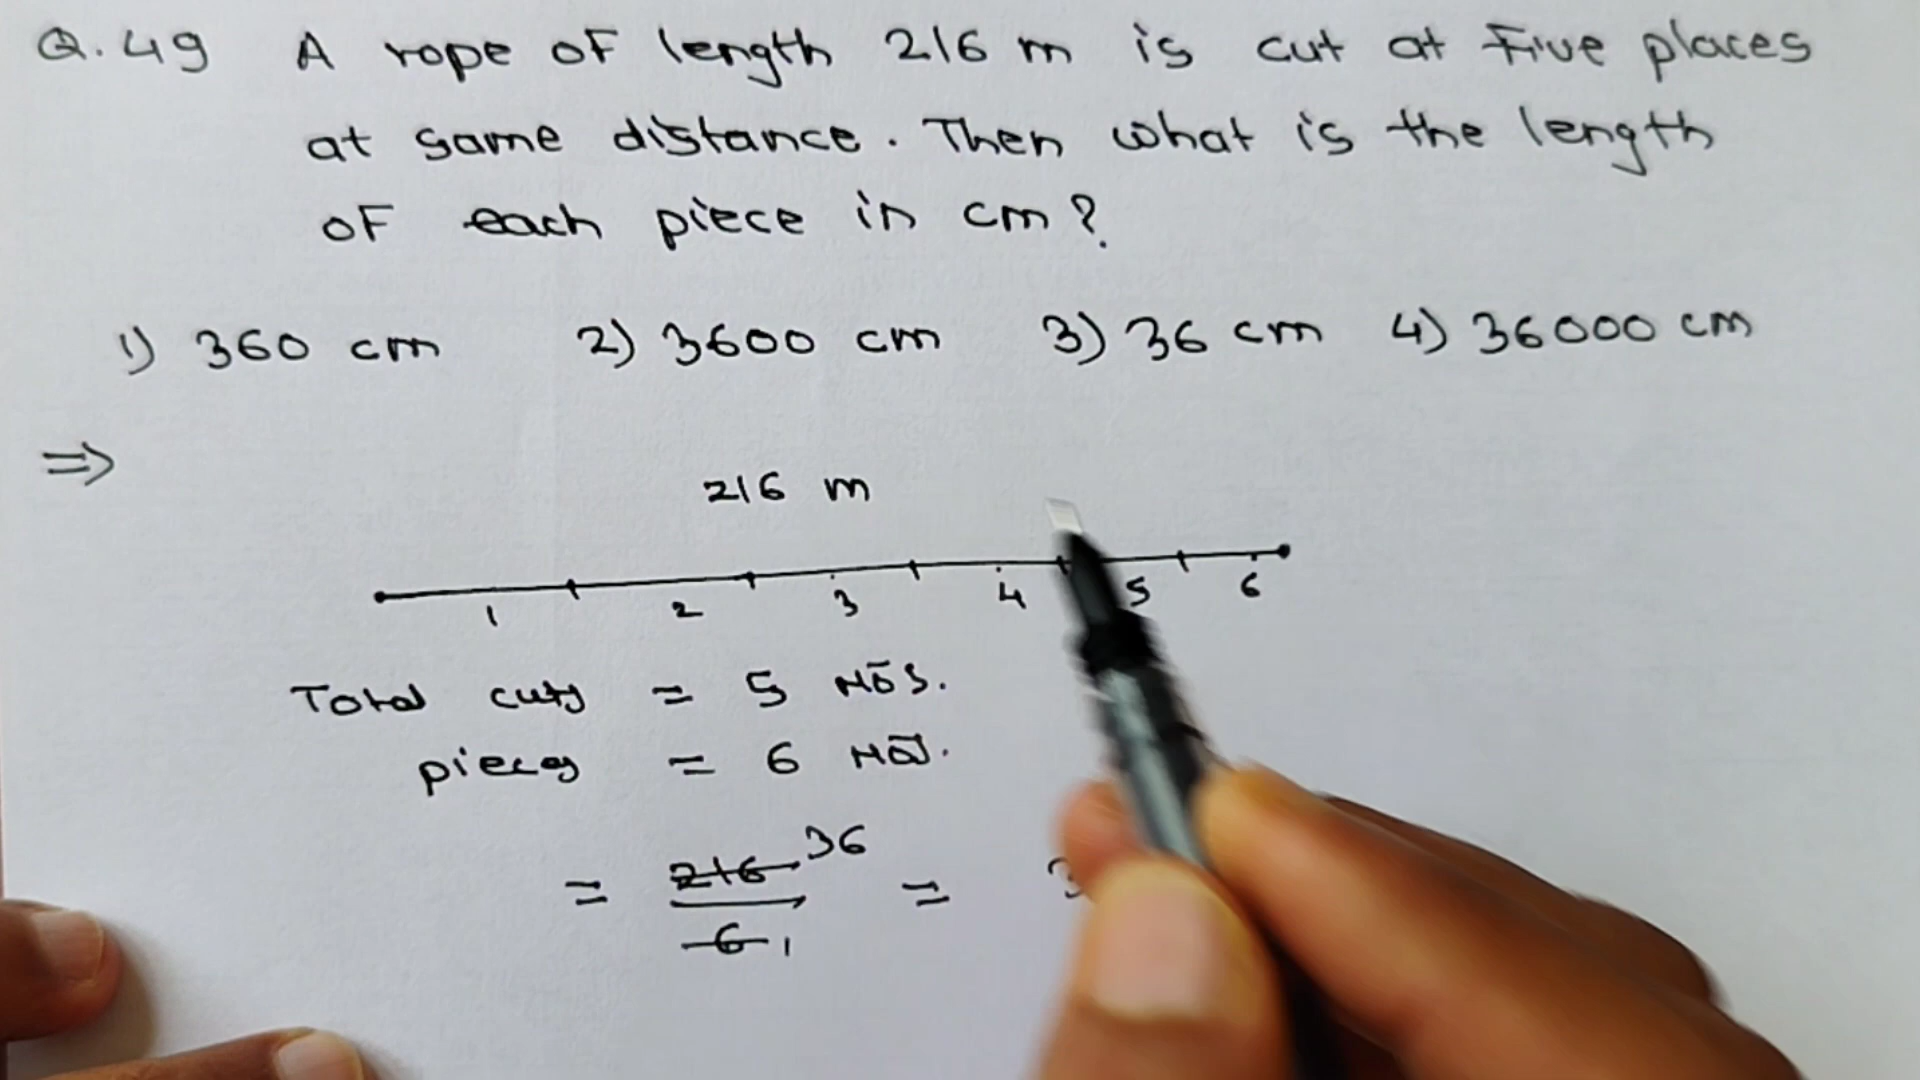 Q.49 A rope of length 216 m is cut at Five places
at same distance. Then what is the length
of each piece in cm?
1) 360 cm 2) 3600 cm 3) 36 cm 4) 36000 cm
⇒
216 m
1 2 3 4 5 6
Total cuts = 5 Nos.
pieces = 6 Nos.
= 216/6 36 1 = 3